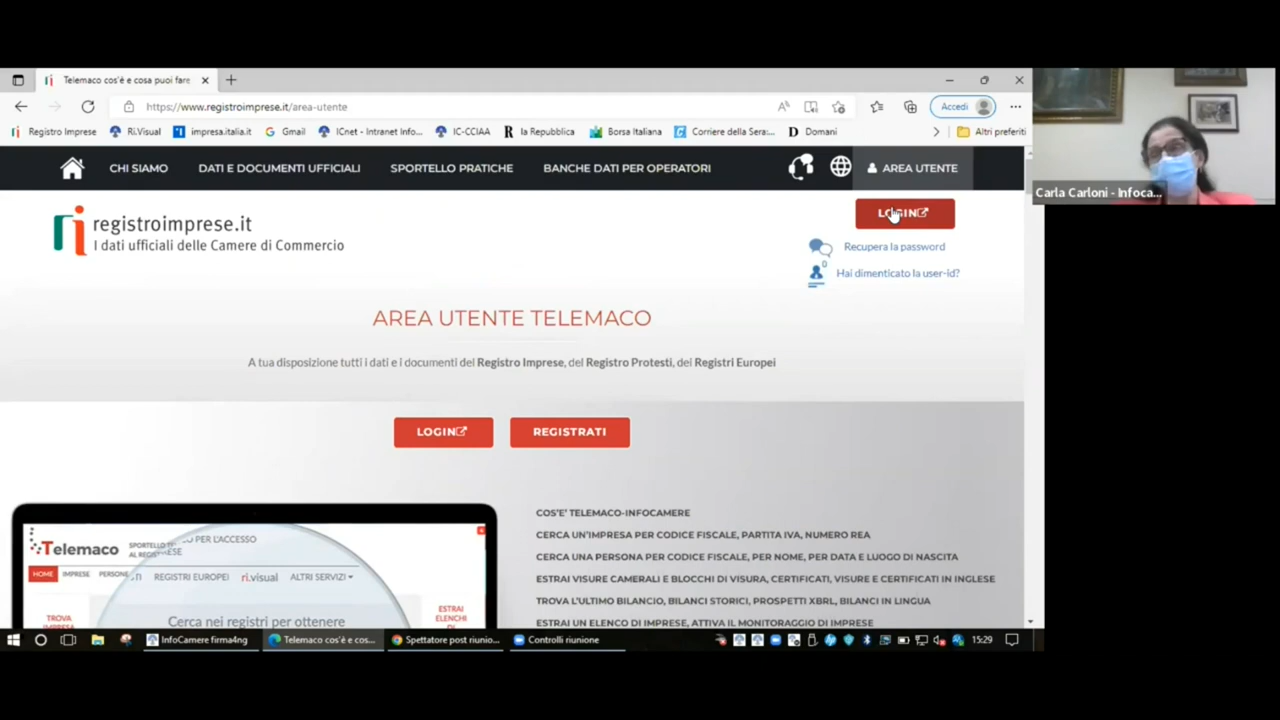 Telemaco cos'è e cosa puoi fare
https://www.registroimprese.it/area-utente
Accedi
Registro Imprese
Ri.Visual
impresa.italia.it
Gmail
ICnet - Intranet Info...
IC-CCIAA
la Repubblica
Borsa Italiana
Corriere della Sera:...
Domani
Altri preferiti
CHI SIAMO
DATI E DOCUMENTI UFFICIALI
SPORTELLO PRATICHE
BANCHE DATI PER OPERATORI
AREA UTENTE
Carla Carloni - Infoca...
registroimprese.it
I dati ufficiali delle Camere di Commercio
LOGIN
Recupera la password
Hai dimenticato la user-id?
AREA UTENTE TELEMACO
A tua disposizione tutti i dati e i documenti del Registro Imprese, del Registro Protesti, dei Registri Europei
LOGIN
REGISTRATI
COS'E' TELEMACO-INFOCAMERE
CERCA UN'IMPRESA PER CODICE FISCALE, PARTITA IVA, NUMERO REA
CERCA UNA PERSONA PER CODICE FISCALE, PER NOME, PER DATA E LUOGO DI NASCITA
ESTRAI VISURE CAMERALI E BLOCCHI DI VISURA, CERTIFICATI, VISURE E CERTIFICATI IN INGLESE
TROVA L'ULTIMO BILANCIO, BILANCI STORICI, PROSPETTI XBRL, BILANCI IN LINGUA
ESTRAI UN ELENCO DI IMPRESE, ATTIVA IL MONITORAGGIO DI IMPRESE
Telemaco
PER L'ACCESSO
HOME
IMPRESE
REGISTRI EUROPEI
ri.visual
ALTRI SERVIZI
TROVA
IMPRESA
Cerca nei registri per ottenere
ESTRAI
ELENCHI
InfoCamere firma4ng
Telemaco cos'è e cos...
Spettatore post riunio...
Controlli riunione
15:29